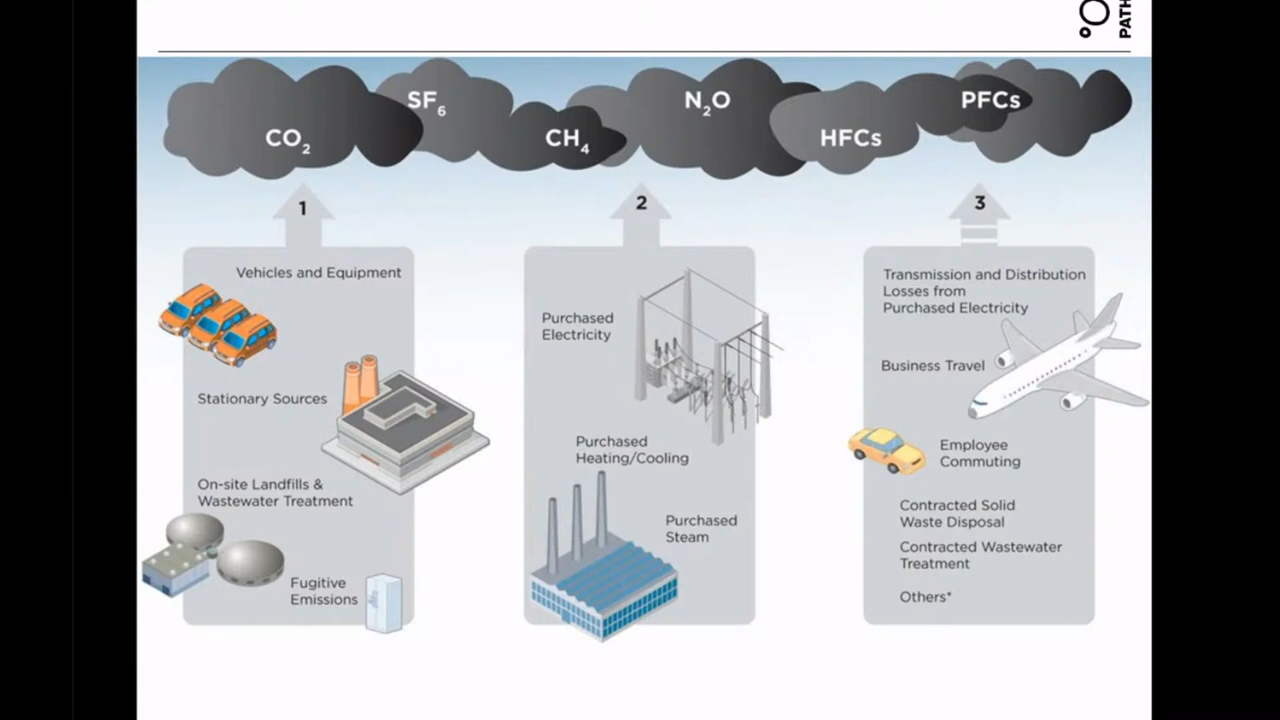 PATH
SF6
N2O
PFCs
CO2
CH4
HFCs
1
2
3
Vehicles and Equipment
Stationary Sources
On-site Landfills &
Wastewater Treatment
Fugitive
Emissions
Purchased
Electricity
Purchased
Heating/Cooling
Purchased
Steam
Transmission and Distribution
Losses from
Purchased Electricity
Business Travel
Employee
Commuting
Contracted Solid
Waste Disposal
Contracted Wastewater
Treatment
Others*